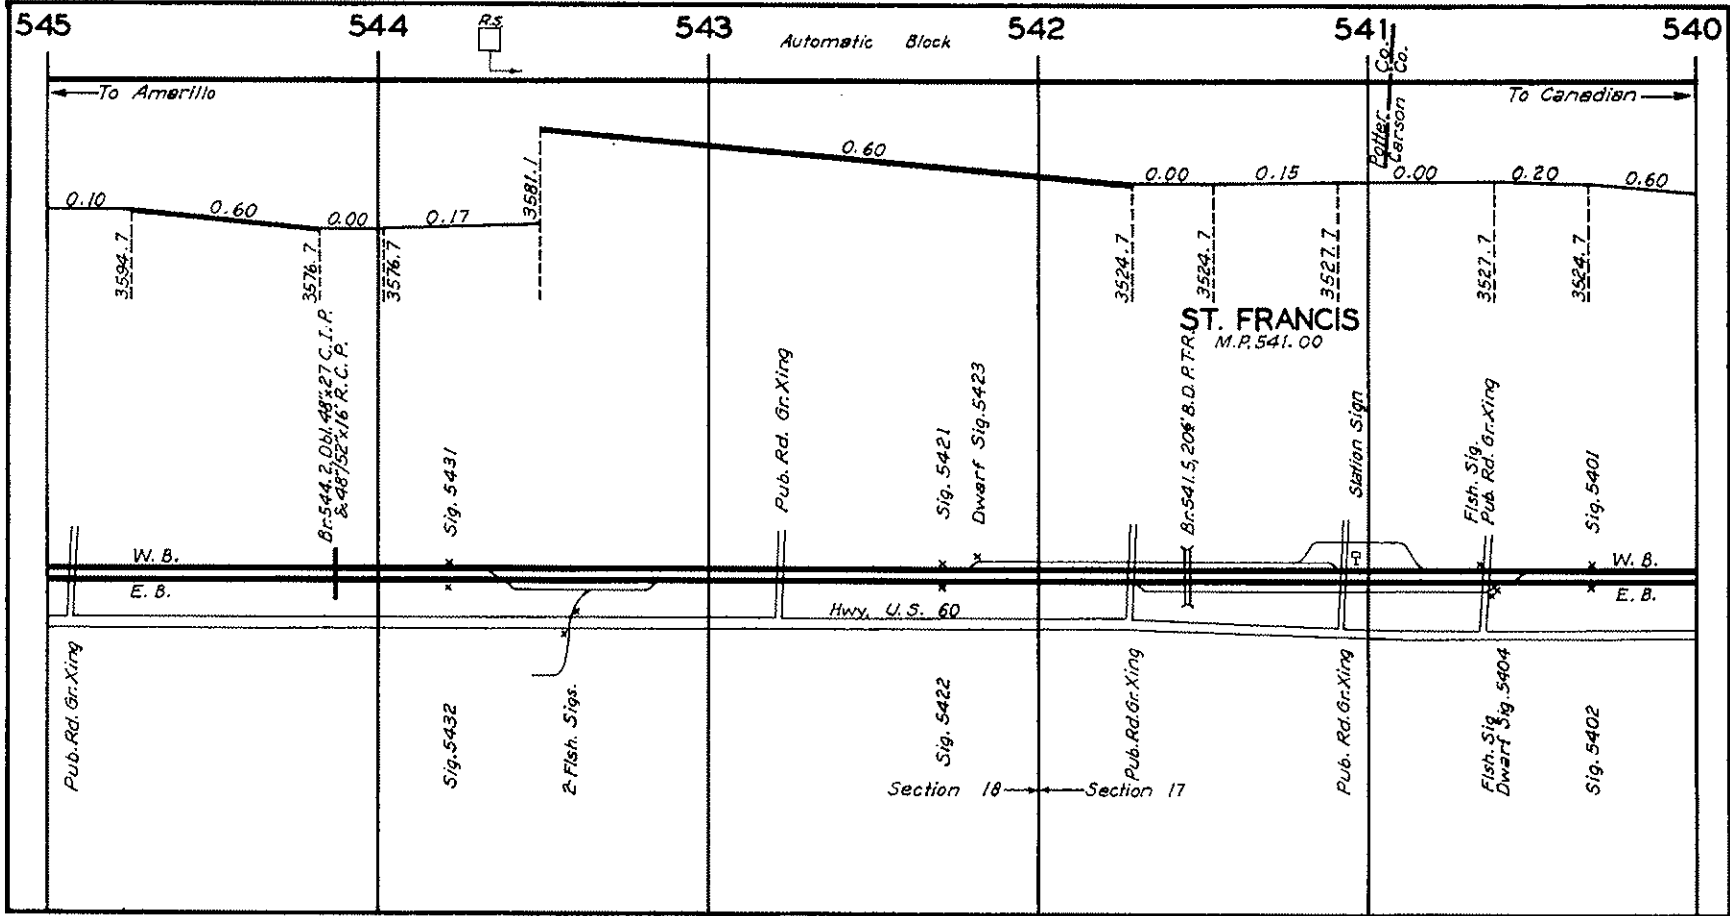 545 544 543 542 541 540
R.S.
Automatic Block
Potter Co.
Carson Co.
To Amarillo
To Canadian
0.10 0.60 0.00 0.17 0.60 0.00 0.15 0.00 0.20 0.60
3594.7
3576.7
3576.7
3581.1
3524.7
3524.7
3527.7
3527.7
3524.7
ST. FRANCIS
M.P. 541.00
Br. 544.2, Dbl. 48"x27' C.I.P.
& 48"/52"x16' R.C.P.
Sig. 5431
Pub. Rd. Gr. Xing
Sig. 5421
Dwarf Sig. 5423
Br. 541.5, 206' B.D.P.T.R.
Station Sign
Flsh. Sig.
Pub. Rd. Gr. Xing
Sig. 5401
W. B.
W. B.
E. B.
E. B.
Hwy. U.S. 60
Pub. Rd. Gr. Xing
Sig. 5432
2-Flsh. Sigs.
Sig. 5422
Pub. Rd. Gr. Xing
Pub. Rd. Gr. Xing
Flsh. Sig.
Dwarf Sig. 5404
Sig. 5402
Section 18
Section 17